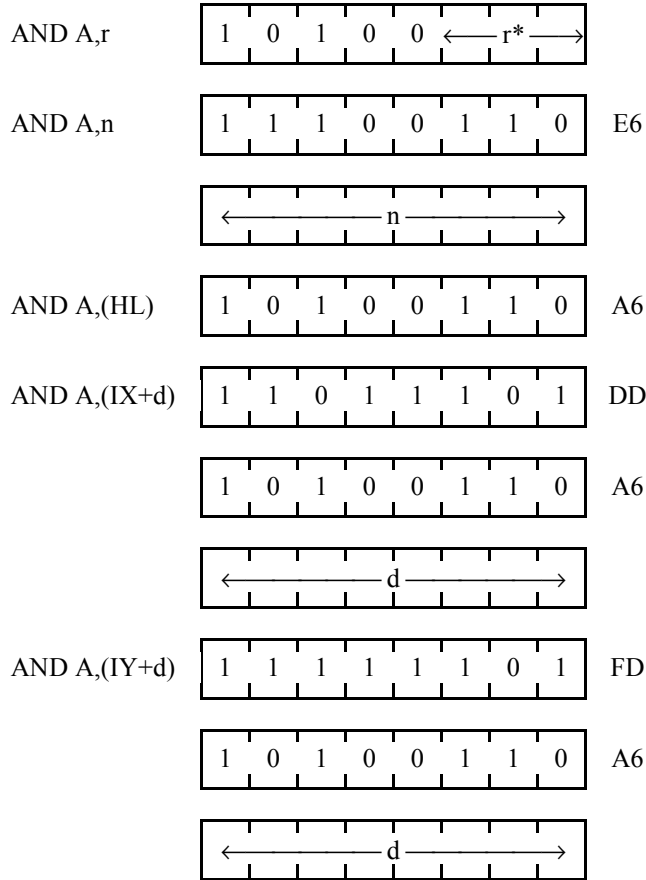 AND A,r 1 0 1 0 0 r*
AND A,n 1 1 1 0 0 1 1 0 E6
n
AND A,(HL) 1 0 1 0 0 1 1 0 A6
AND A,(IX+d) 1 1 0 1 1 1 0 1 DD
1 0 1 0 0 1 1 0 A6
d
AND A,(IY+d) 1 1 1 1 1 1 0 1 FD
1 0 1 0 0 1 1 0 A6
d